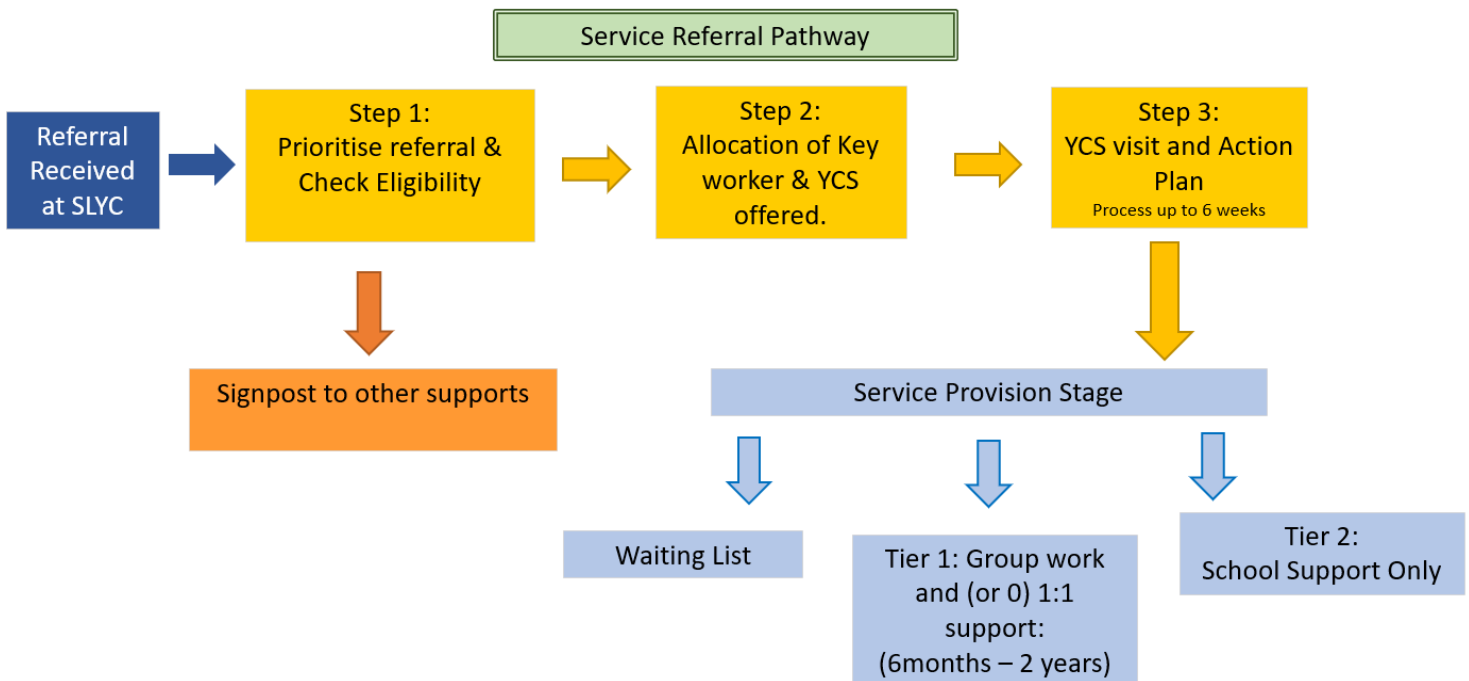 Service Referral Pathway
Referral
Received
at SLYC
Step 1:
Prioritise referral &
Check Eligibility
Step 2:
Allocation of Key
worker & YCS
offered.
Step 3:
YCS visit and Action
Plan
Process up to 6 weeks
Signpost to other supports
Service Provision Stage
Waiting List
Tier 1: Group work
and (or 0) 1:1
support:
(6months – 2 years)
Tier 2:
School Support Only